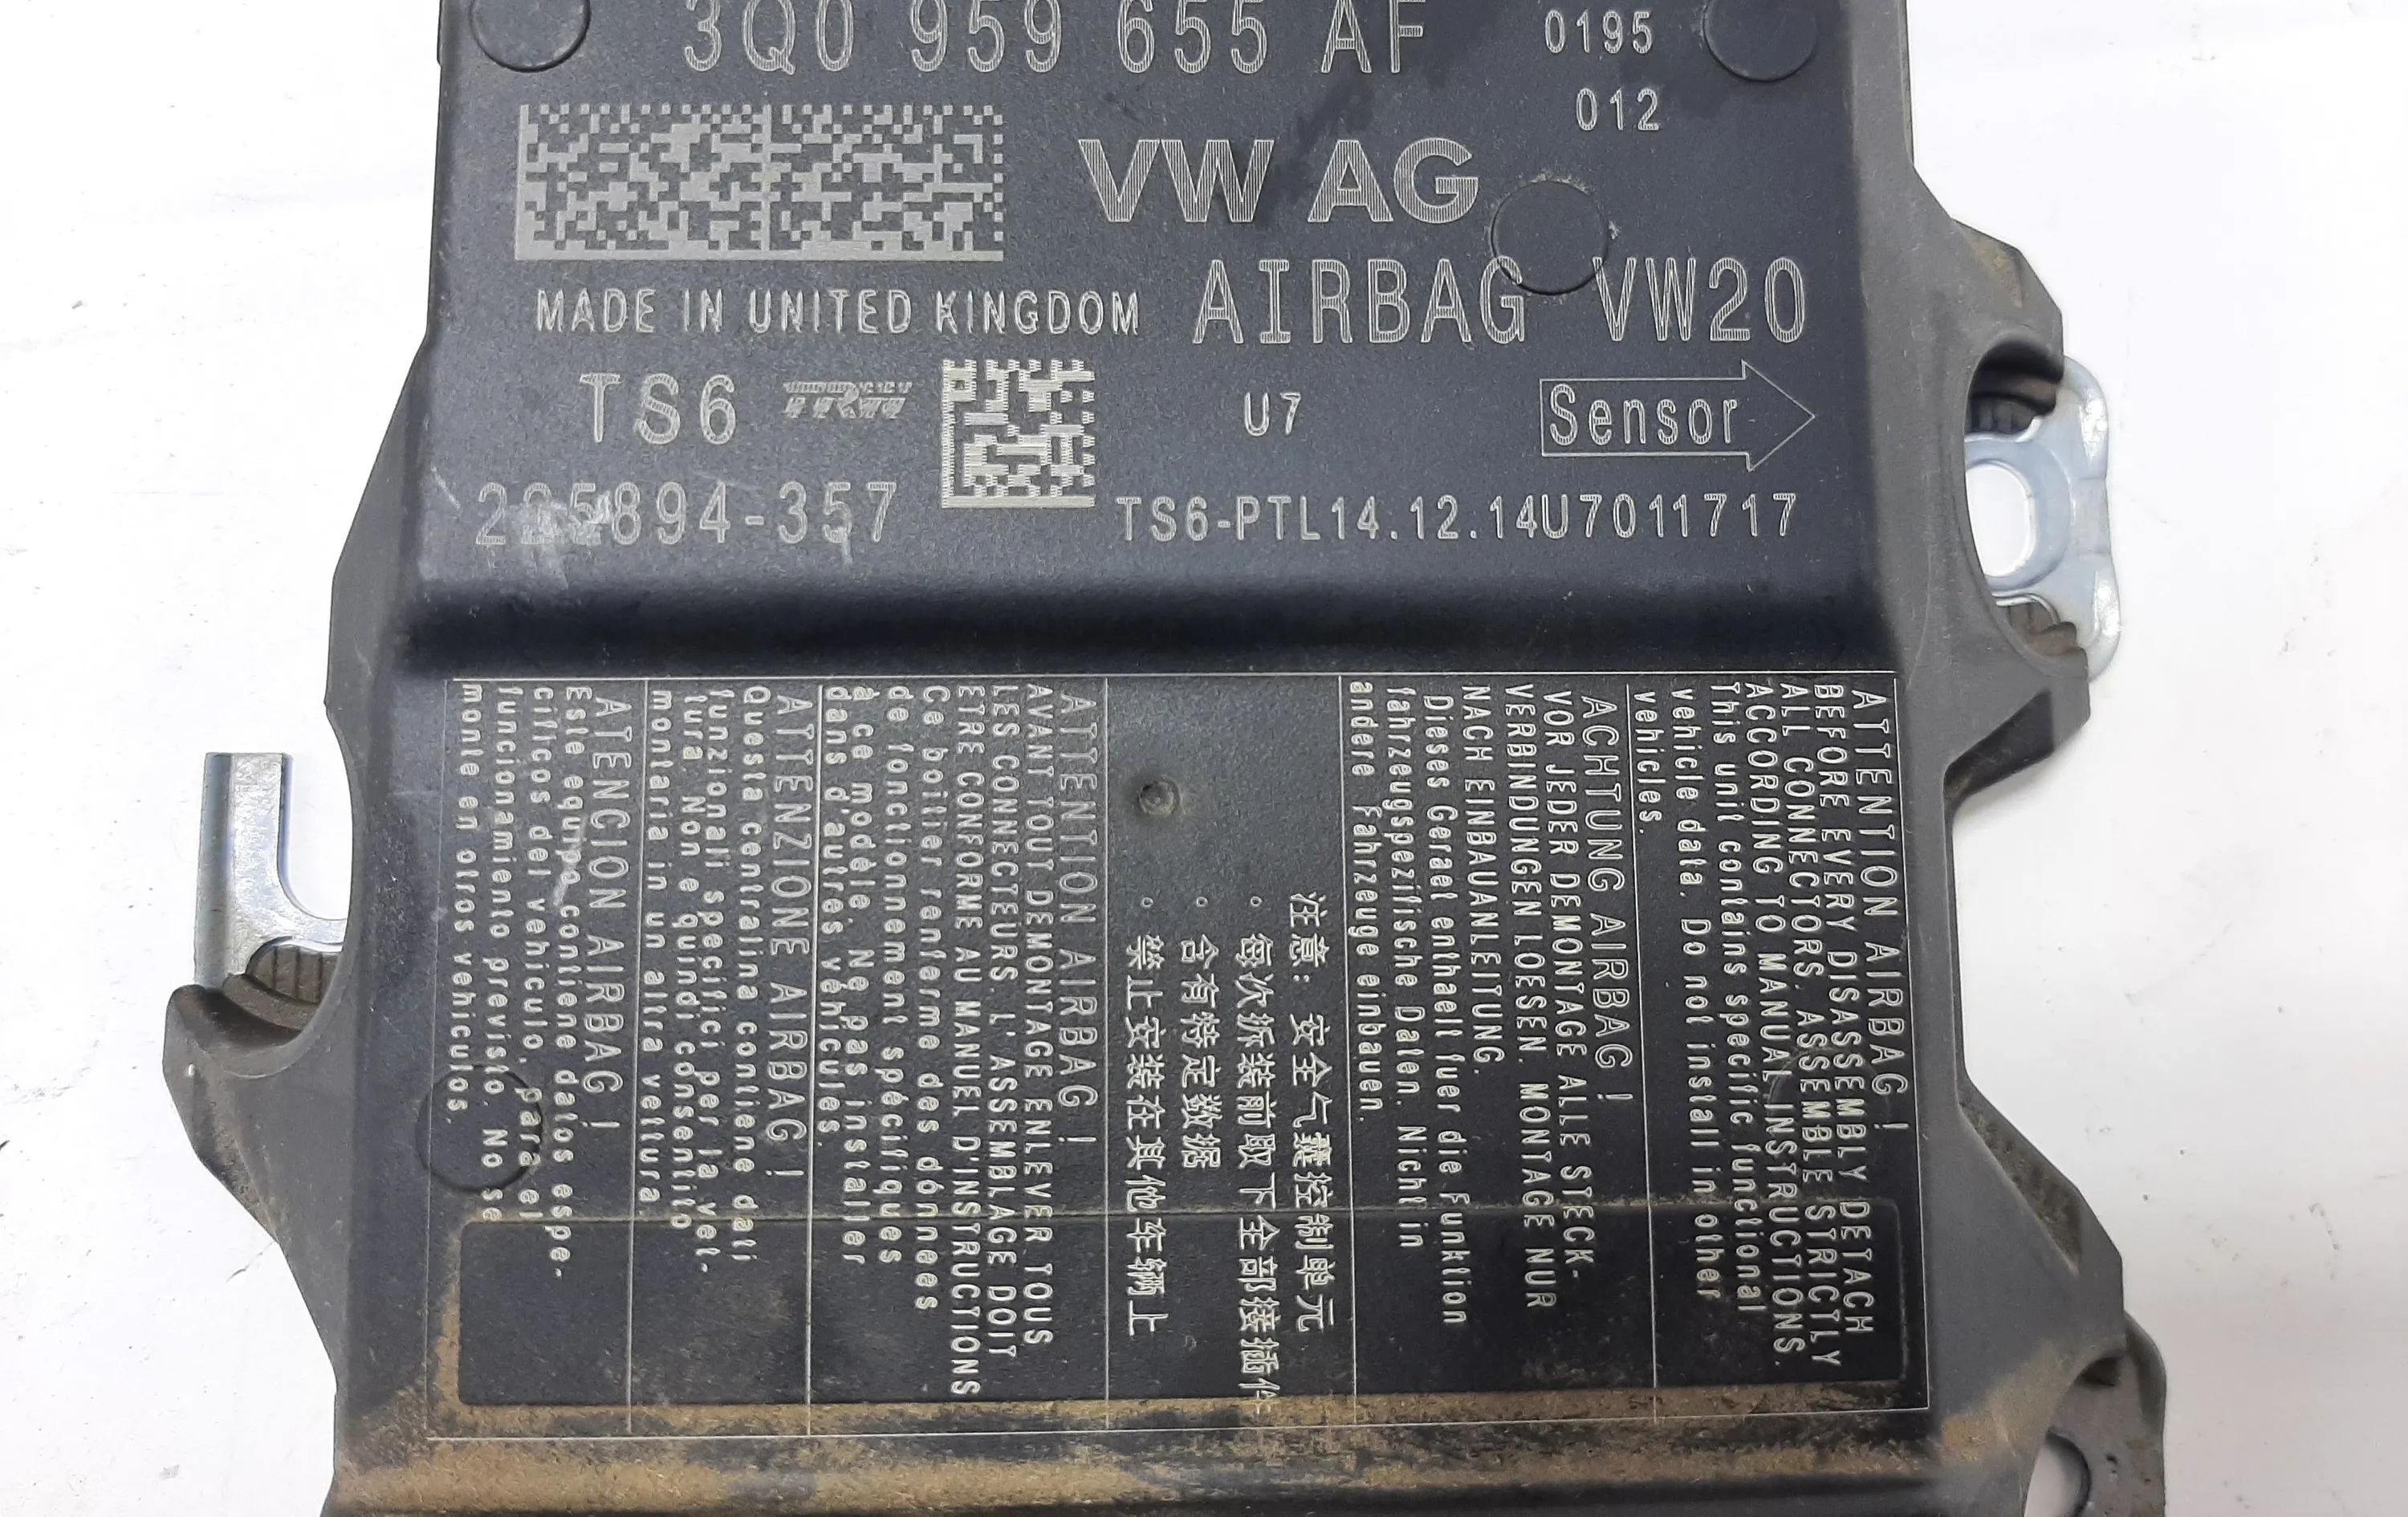 3Q0 959 655 AF
0195
012
VW AG
MADE IN UNITED KINGDOM
AIRBAG VW20
TS6 TRW
U7
Sensor
894-357
TS6-PTL14.12.14U7011717
ATTENTION AIRBAG !
BEFORE EVERY DISASSEMBLY DETACH
ALL CONNECTORS. ASSEMBLE STRICTLY
ACCORDING TO MANUAL INSTRUCTIONS.
This unit contains specific functional
vehicle data. Do not install in other
vehicles.
ACHTUNG AIRBAG !
VOR JEDER DEMONTAGE ALLE STECK-
VERBINDUNGEN LOESEN. MONTAGE NUR
NACH EINBAUANLEITUNG.
Dieses Geraet enthaelt fuer die Funktion
fahrzeugspezifische Daten. Nicht in
andere Fahrzeuge einbauen.
注意: 安全气囊控制单元
。每次拆装前取下全部接插件
。含有特定数据
。禁止安装在其他车辆上
ATTENTION AIRBAG !
AVANT TOUT DEMONTAGE ENLEVER TOUS
LES CONNECTEURS. L'ASSEMBLAGE DOIT
ETRE CONFORME AU MANUEL D'INSTRUCTIONS
Ce boitier renferme des données
de fonctionnement spécifiques
à ce modèle. Ne pas installer
dans d'autres véhicules.
ATTENZIONE AIRBAG !
Questa centralina contiene dati
funzionali specifici per la vet-
tura. Non e quindi consentito
montarla in un altra vettura
ATENCION AIRBAG !
Este equipo contiene datos espe-
cificos del vehiculo, para el
funcionamiento previsto. No se
monte en otros vehiculos.